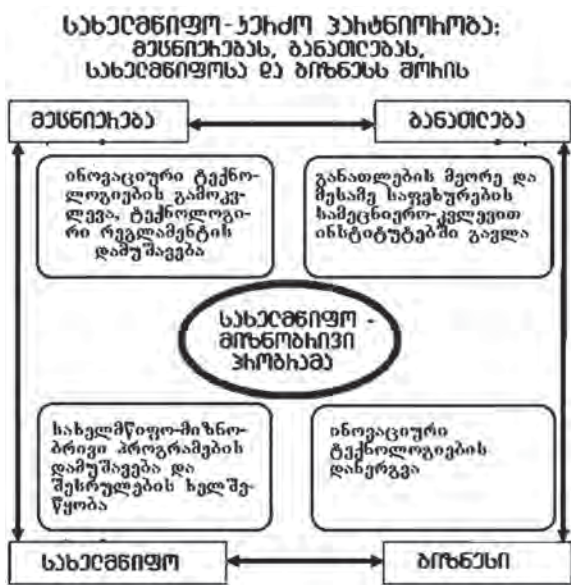 სახელმწიფო-კერძო პარტნიორობა:
მეცნიერებას, განათლებას,
სახელმწიფოსა და ბიზნესს შორის
მეცნიერება
განათლება
ინოვაციური ტექნო-
ლოგიების გამოკვ-
ლევა, ტექნოლოგი-
რი რეგლამენტის
დამუშავება
განათლების მეორე და
მესამე საფეხურების
სამეცნიერო-კვლევით
ინსტიტუტებში გავლა
სახელმწიფო -
მიზნობრივი
პროგრამა
სახელმწიფო-მიზნო-
ბრივი პროგრამების
დამუშავება და
შესრულების ხელშე-
წყობა
ინოვაციური
ტექნოლოგიების
დანერგვა
სახელმწიფო
ბიზნესი